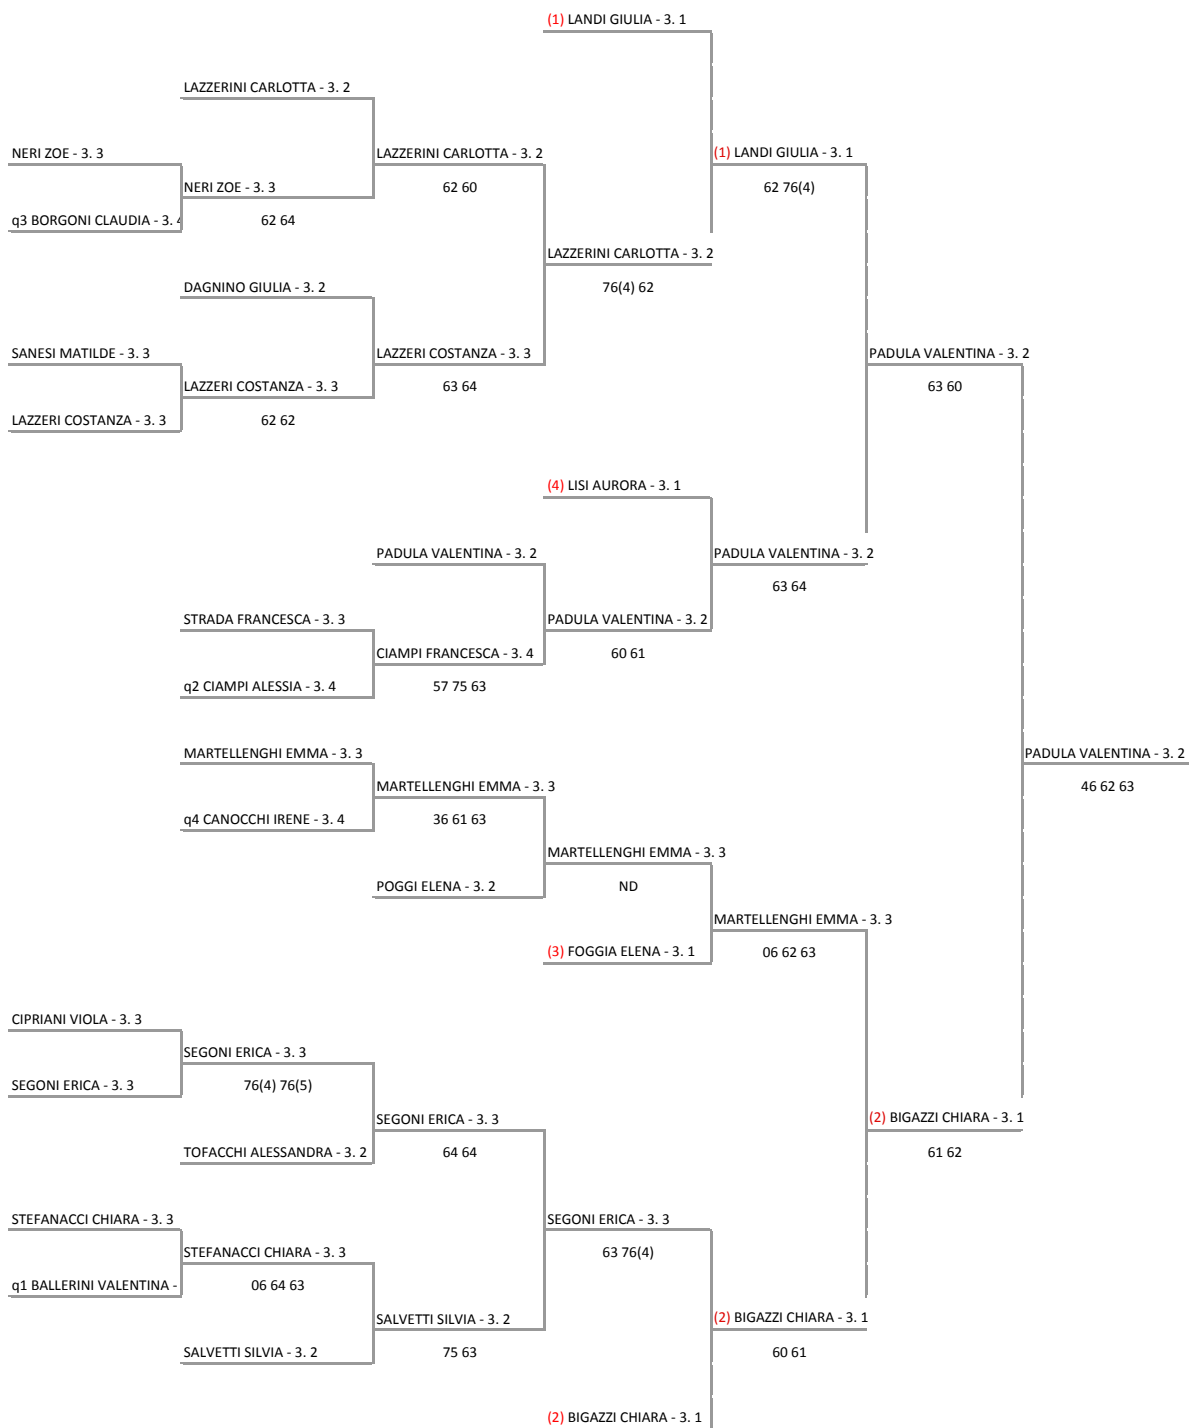 (1) LANDI GIULIA - 3. 1
LAZZERINI CARLOTTA - 3. 2
NERI ZOE - 3. 3
LAZZERINI CARLOTTA - 3. 2
(1) LANDI GIULIA - 3. 1
NERI ZOE - 3. 3
62 60
62 76(4)
q3 BORGONI CLAUDIA - 3. 4
62 64
LAZZERINI CARLOTTA - 3. 2
DAGNINO GIULIA - 3. 2
76(4) 62
SANESI MATILDE - 3. 3
LAZZERI COSTANZA - 3. 3
PADULA VALENTINA - 3. 2
LAZZERI COSTANZA - 3. 3
63 64
63 60
LAZZERI COSTANZA - 3. 3
62 62
(4) LISI AURORA - 3. 1
PADULA VALENTINA - 3. 2
PADULA VALENTINA - 3. 2
63 64
STRADA FRANCESCA - 3. 3
PADULA VALENTINA - 3. 2
CIAMPI FRANCESCA - 3. 4
60 61
q2 CIAMPI ALESSIA - 3. 4
57 75 63
MARTELLENGHI EMMA - 3. 3
PADULA VALENTINA - 3. 2
MARTELLENGHI EMMA - 3. 3
46 62 63
q4 CANOCCHI IRENE - 3. 4
36 61 63
MARTELLENGHI EMMA - 3. 3
POGGI ELENA - 3. 2
ND
MARTELLENGHI EMMA - 3. 3
(3) FOGGIA ELENA - 3. 1
06 62 63
CIPRIANI VIOLA - 3. 3
SEGONI ERICA - 3. 3
SEGONI ERICA - 3. 3
76(4) 76(5)
SEGONI ERICA - 3. 3
(2) BIGAZZI CHIARA - 3. 1
TOFACCHI ALESSANDRA - 3. 2
64 64
61 62
STEFANACCI CHIARA - 3. 3
SEGONI ERICA - 3. 3
STEFANACCI CHIARA - 3. 3
63 76(4)
q1 BALLERINI VALENTINA -
06 64 63
SALVETTI SILVIA - 3. 2
(2) BIGAZZI CHIARA - 3. 1
SALVETTI SILVIA - 3. 2
75 63
60 61
(2) BIGAZZI CHIARA - 3. 1